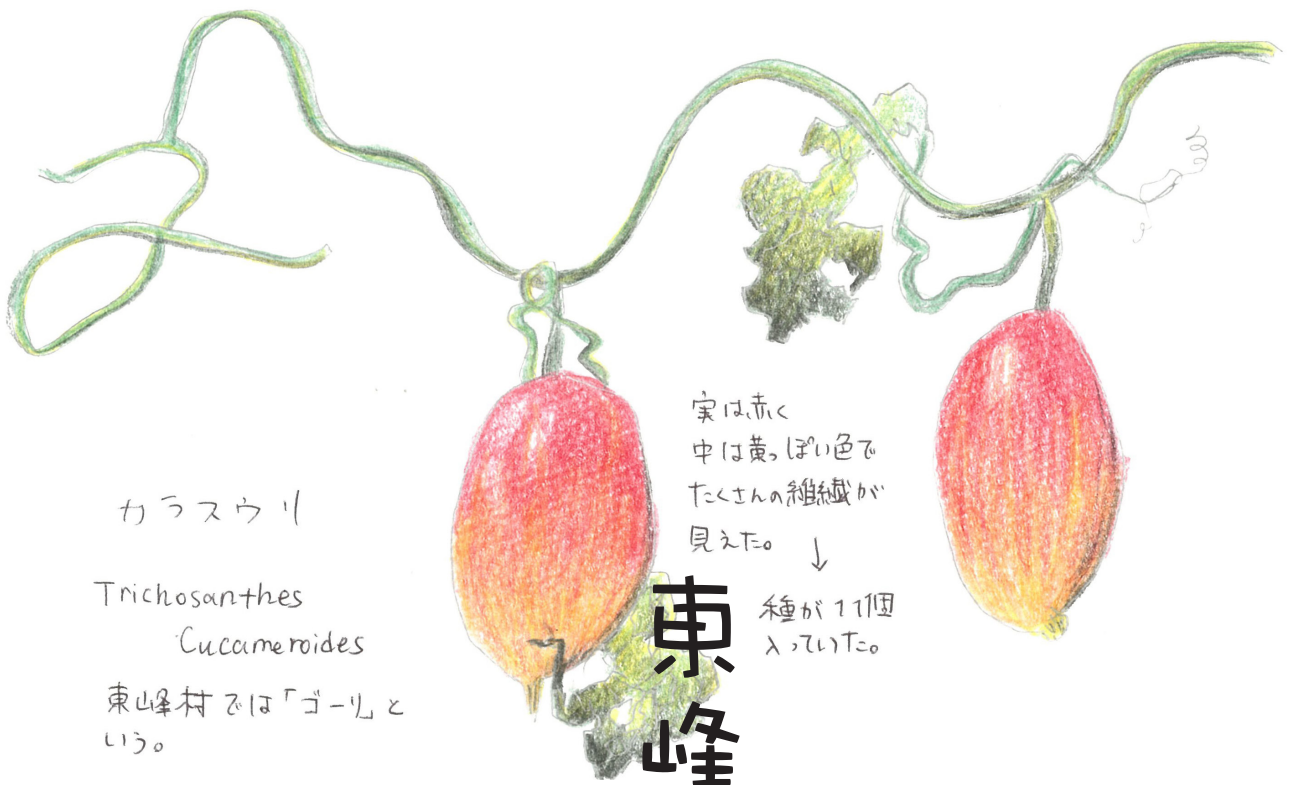 カラスウリ
Trichosanthes
Cucameroides
東峰村では「ゴーリ」と
いう。
実は、赤く
中は黄っぽい色で
たくさんの繊維が
見えた。
↓
種が11個
入っていた。
東
峰